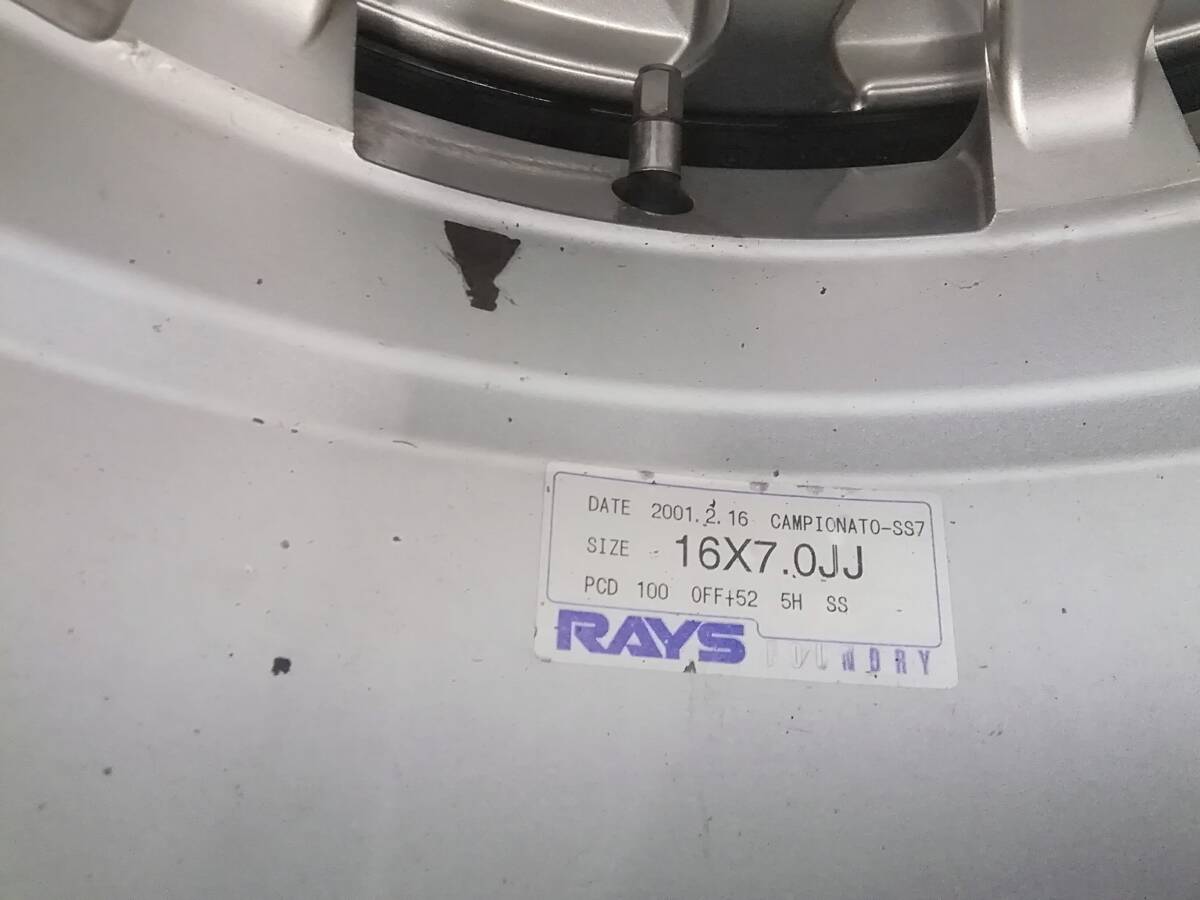 DATE 2001.2.16 CAMPIONATO-SS7
SIZE 16X7.0JJ
PCD 100 OFF+52 5H SS
RAYS FOUNDRY